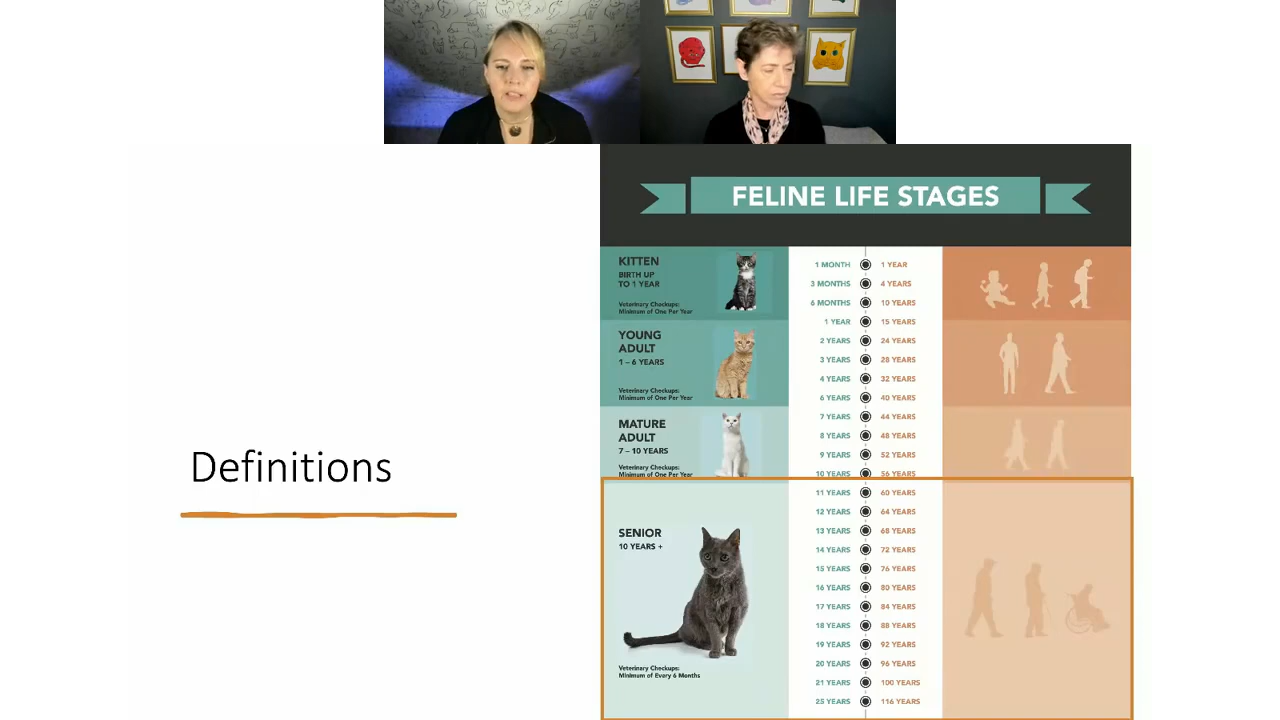 FELINE LIFE STAGES
KITTEN
BIRTH UP
TO 1 YEAR
Veterinary Checkups:
Minimum of One Per Year
YOUNG
ADULT
1 – 6 YEARS
Veterinary Checkups:
Minimum of One Per Year
MATURE
ADULT
7 – 10 YEARS
Veterinary Checkups:
Minimum of One Per Year
SENIOR
10 YEARS +
Veterinary Checkups:
Minimum of Every 6 Months
1 MONTH 1 YEAR
3 MONTHS 4 YEARS
6 MONTHS 10 YEARS
1 YEAR 15 YEARS
2 YEARS 24 YEARS
3 YEARS 28 YEARS
4 YEARS 32 YEARS
6 YEARS 40 YEARS
7 YEARS 44 YEARS
8 YEARS 48 YEARS
9 YEARS 52 YEARS
10 YEARS 56 YEARS
11 YEARS 60 YEARS
12 YEARS 64 YEARS
13 YEARS 68 YEARS
14 YEARS 72 YEARS
15 YEARS 76 YEARS
16 YEARS 80 YEARS
17 YEARS 84 YEARS
18 YEARS 88 YEARS
19 YEARS 92 YEARS
20 YEARS 96 YEARS
21 YEARS 100 YEARS
25 YEARS 116 YEARS
Definitions